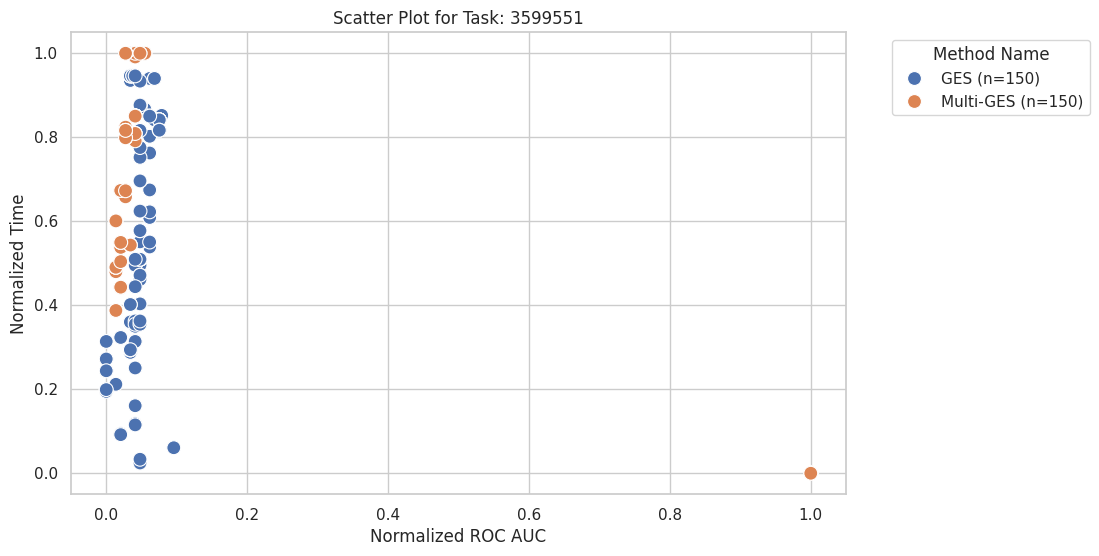 Scatter Plot for Task: 3599551
Method Name
GES (n=150)
Multi-GES (n=150)
Normalized Time
1.0
0.8
0.6
0.4
0.2
0.0
0.0 0.2 0.4 0.6 0.8 1.0
Normalized ROC AUC